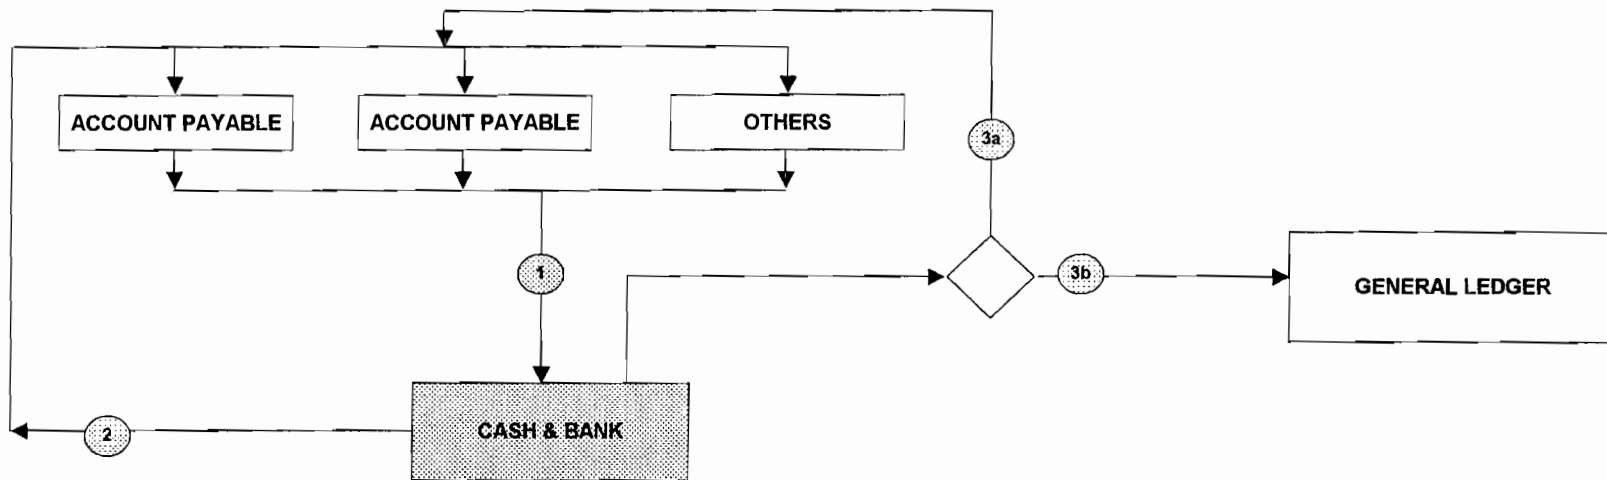 ACCOUNT PAYABLE
ACCOUNT PAYABLE
OTHERS
3a
1
3b
GENERAL LEDGER
2
CASH & BANK